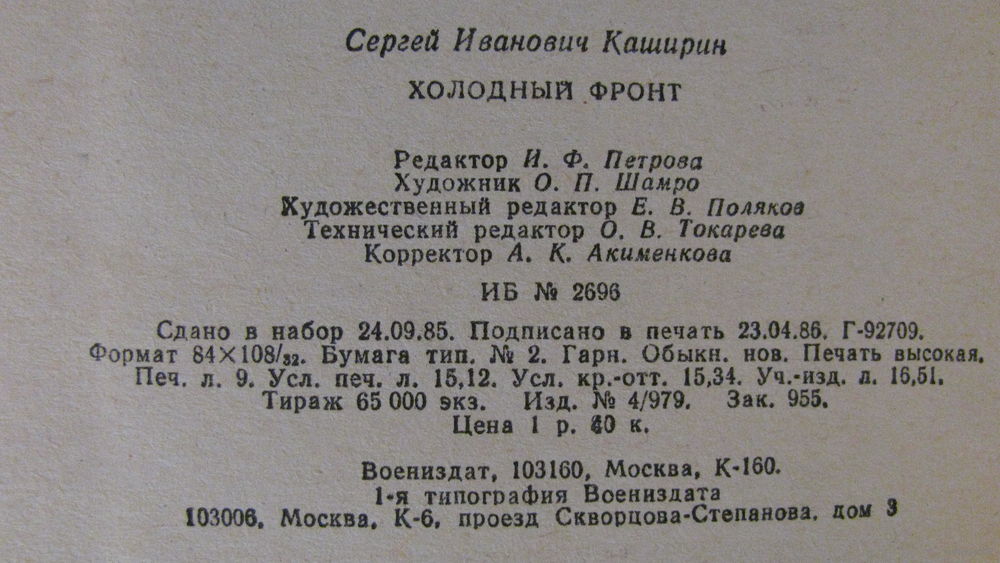 Сергей Иванович Каширин
ХОЛОДНЫЙ ФРОНТ
Редактор И. Ф. Петрова
Художник О. П. Шамро
Художественный редактор Е. В. Поляков
Технический редактор О. В. Токарева
Корректор А. К. Акименкова
ИБ № 2696
Сдано в набор 24.09.85. Подписано в печать 23.04.86. Г-92709.
Формат 84×108/32. Бумага тип. № 2. Гарн. Обыкн. нов. Печать высокая.
Печ. л. 9. Усл. печ. л. 15,12. Усл. кр.-отт. 15,34. Уч.-изд. л. 16,51.
Тираж 65 000 экз. Изд. № 4/979. Зак. 955.
Цена 1 р. к.
Воениздат, 103160, Москва, К-160.
1-я типография Воениздата
103006, Москва, К-6, проезд Скворцова-Степанова, дом 3